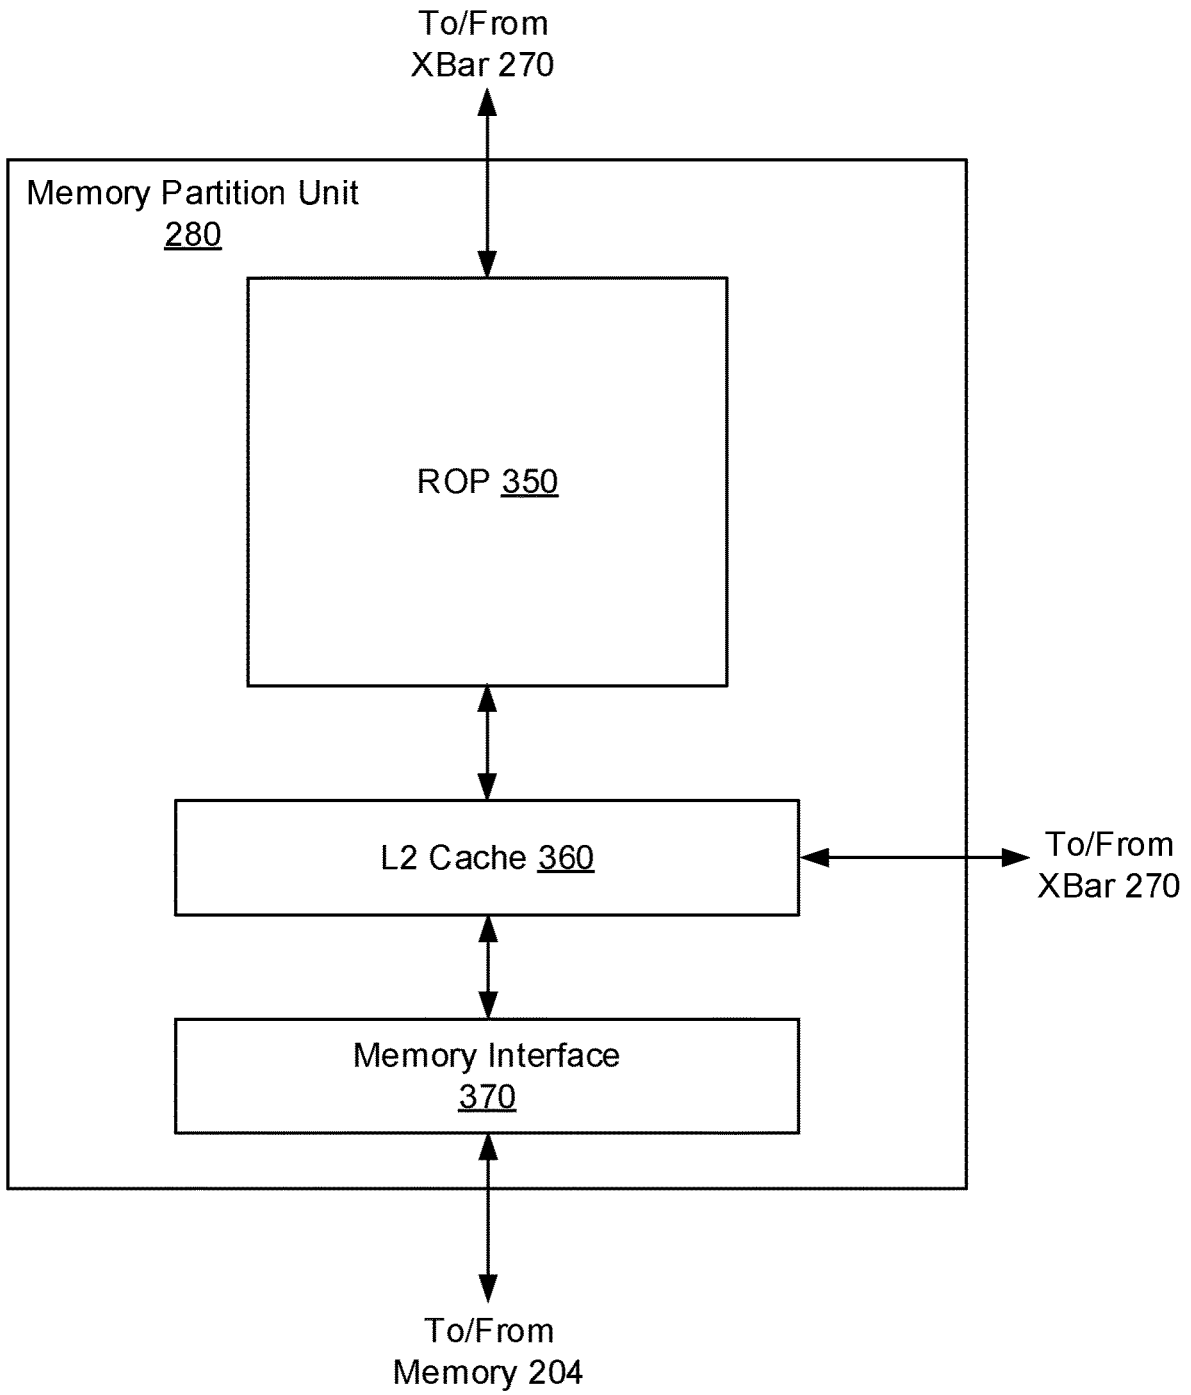 To/From
XBar 270
Memory Partition Unit
280
ROP 350
L2 Cache 360
To/From
XBar 270
Memory Interface
370
To/From
Memory 204